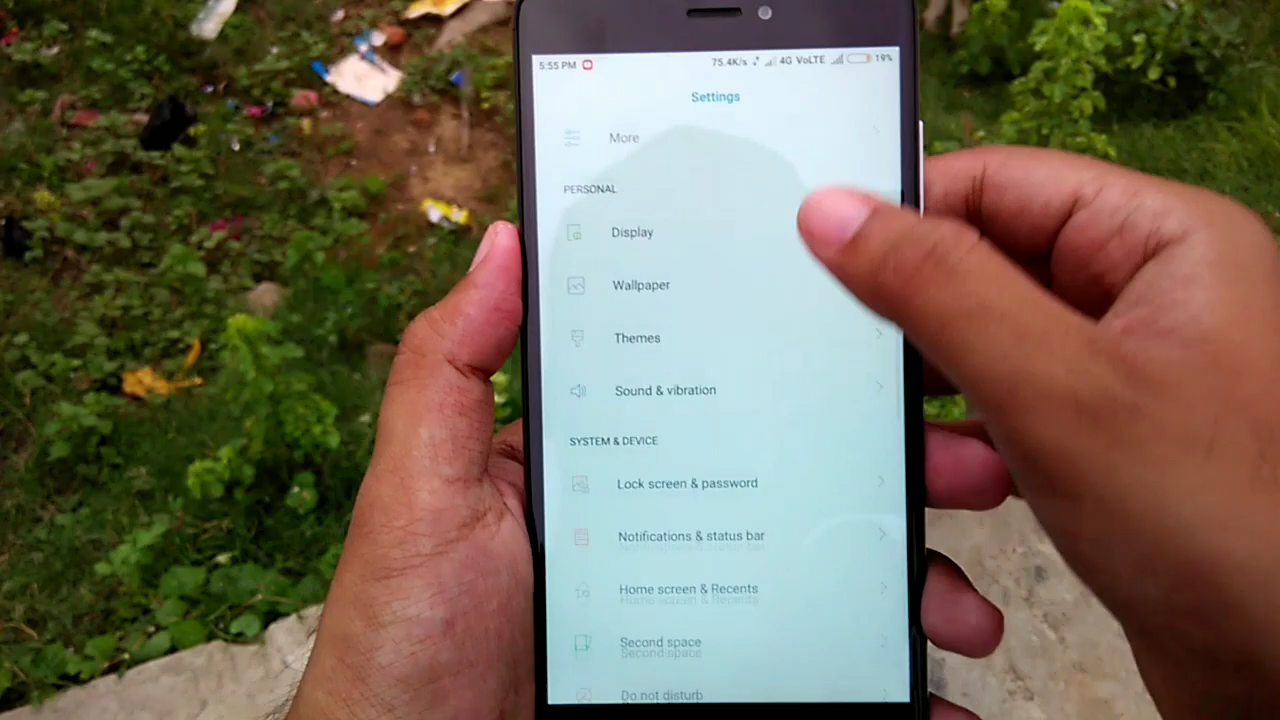 5:55 PM 75.4K/s 4G VoLTE 19%
Settings
More
PERSONAL
Display
Wallpaper
Themes
Sound & vibration
SYSTEM & DEVICE
Lock screen & password
Notifications & status bar
Home screen & Recents
Second space
Do not disturb